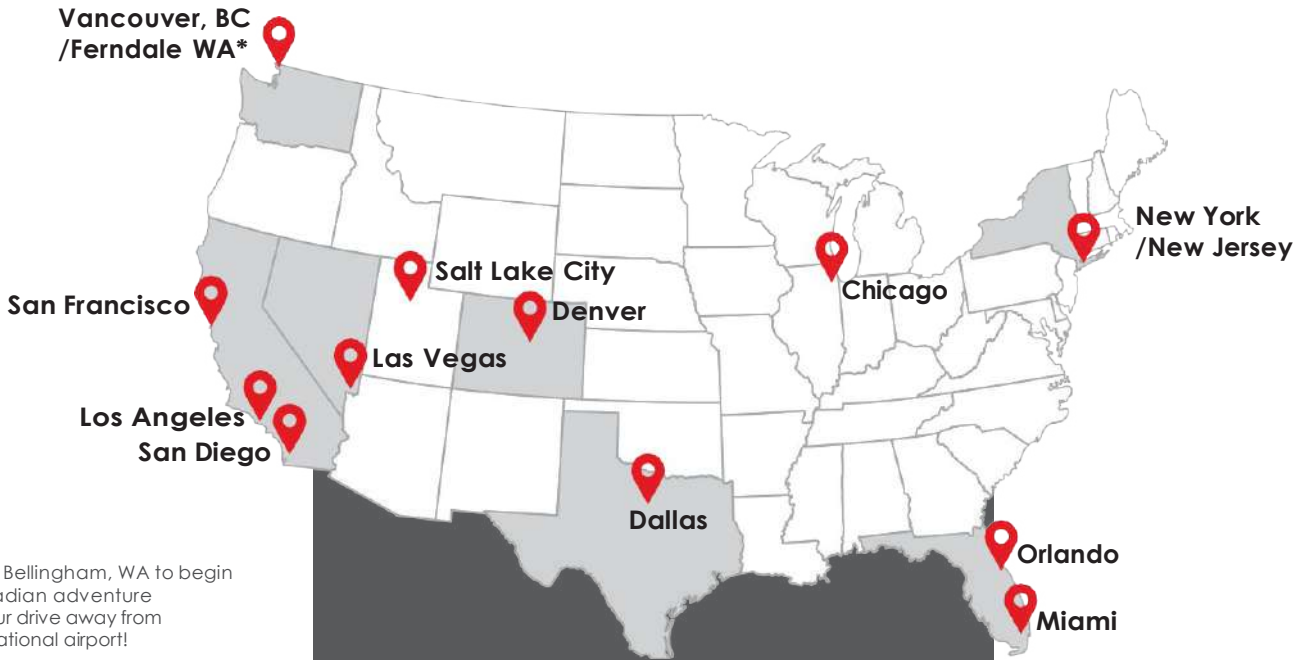 Vancouver, BC
/Ferndale WA*
New York
/New Jersey
Salt Lake City
San Francisco
Chicago
Denver
Las Vegas
Los Angeles
San Diego
Dallas
Orlando
Bellingham, WA to begin
adian adventure
ur drive away from
ational airport!
Miami